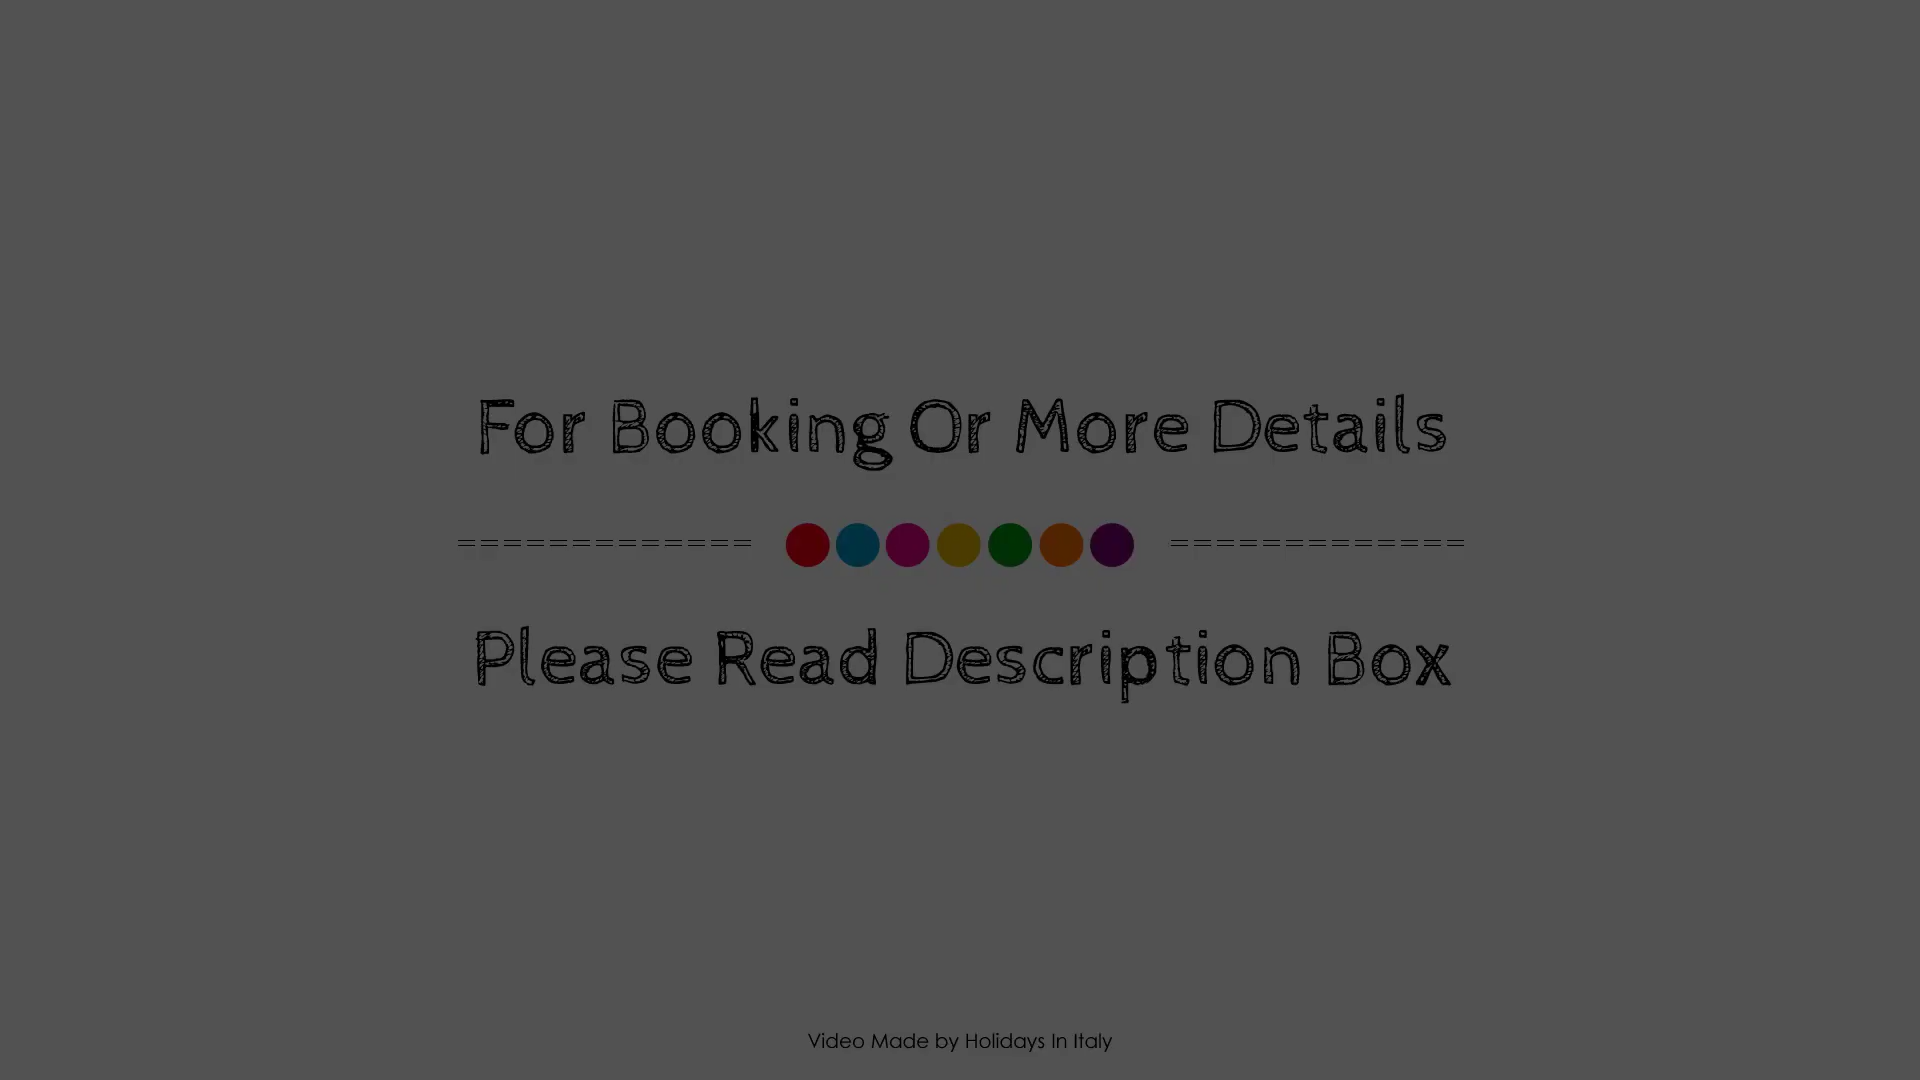 For Booking Or More Details
============= =============
Please Read Description Box
Video Made by Holidays In Italy